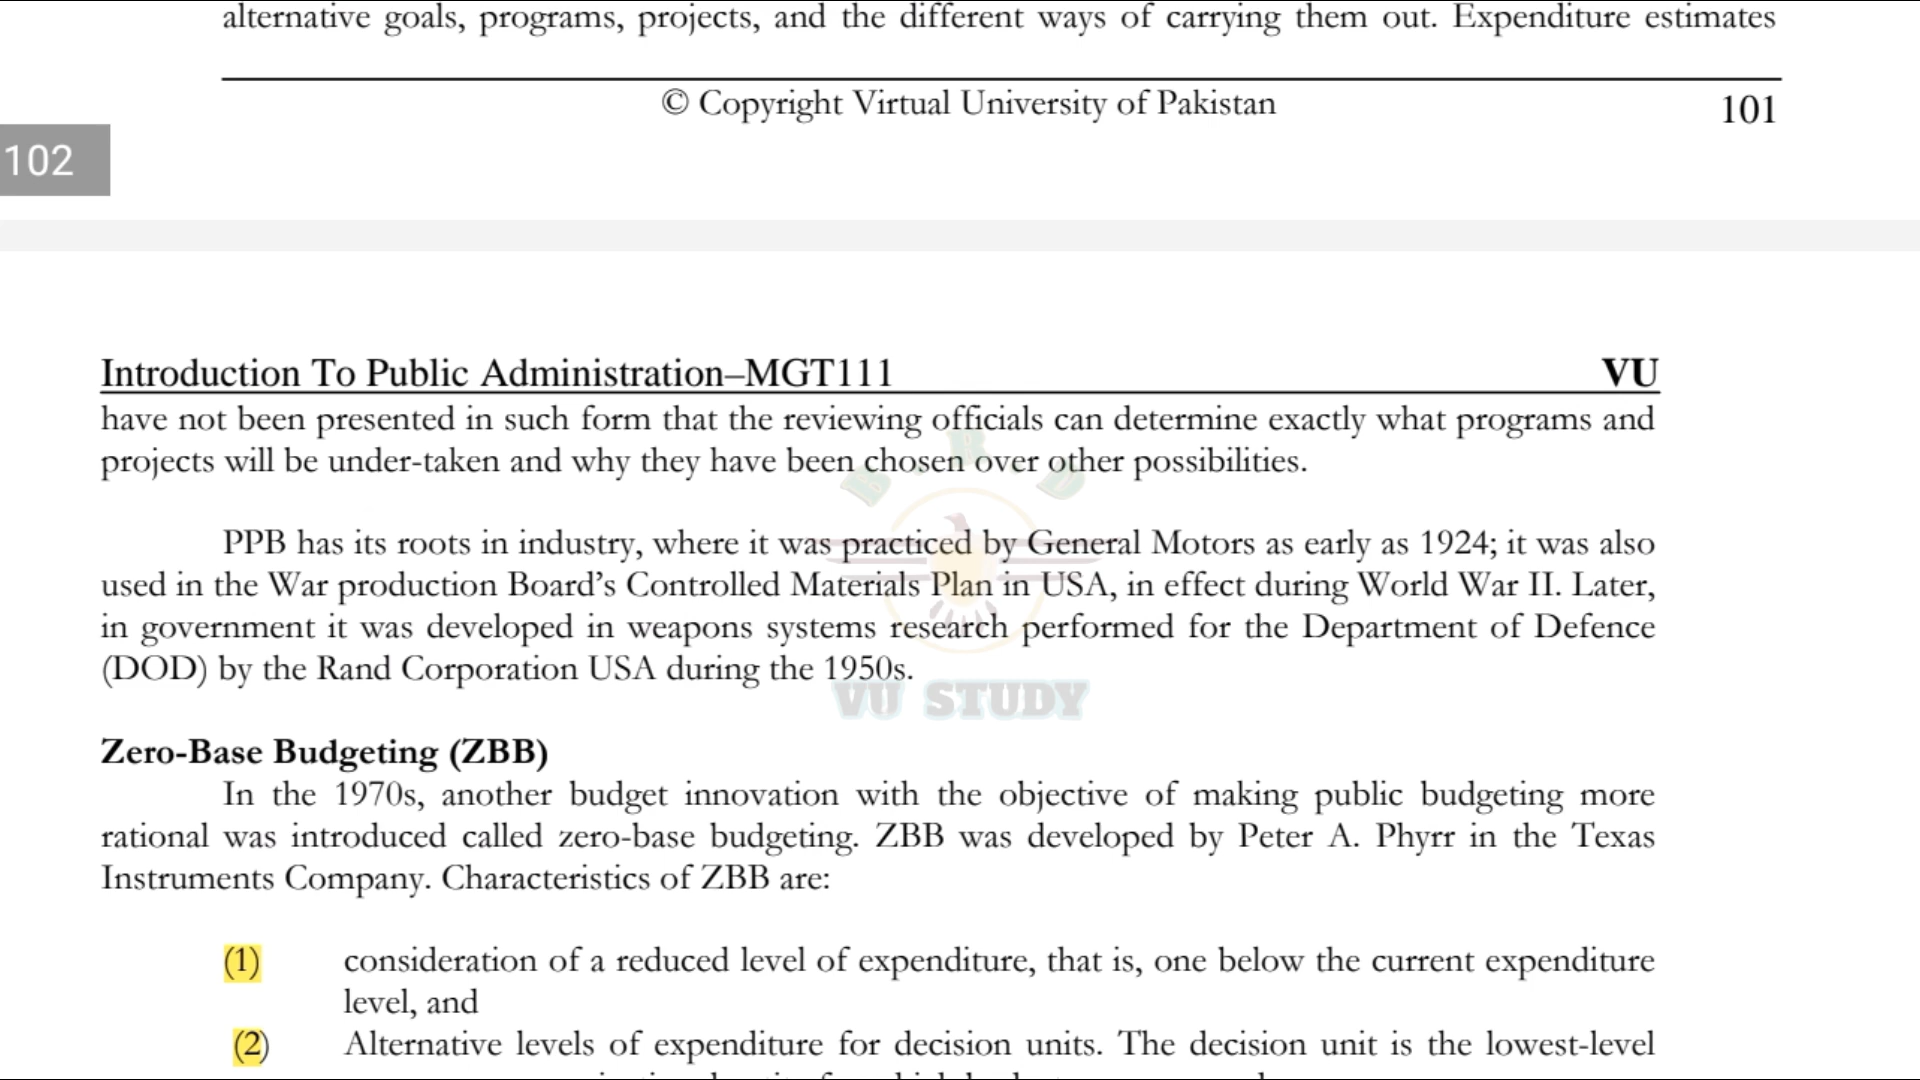 alternative goals, programs, projects, and the different ways of carrying them out. Expenditure estimates
© Copyright Virtual University of Pakistan 101
102
Introduction To Public Administration–MGT111 VU
have not been presented in such form that the reviewing officials can determine exactly what programs and
projects will be under-taken and why they have been chosen over other possibilities.
PPB has its roots in industry, where it was practiced by General Motors as early as 1924; it was also
used in the War production Board's Controlled Materials Plan in USA, in effect during World War II. Later,
in government it was developed in weapons systems research performed for the Department of Defence
(DOD) by the Rand Corporation USA during the 1950s.
VU STUDY
Zero-Base Budgeting (ZBB)
In the 1970s, another budget innovation with the objective of making public budgeting more
rational was introduced called zero-base budgeting. ZBB was developed by Peter A. Phyrr in the Texas
Instruments Company. Characteristics of ZBB are:
(1) consideration of a reduced level of expenditure, that is, one below the current expenditure
level, and
(2) Alternative levels of expenditure for decision units. The decision unit is the lowest-level